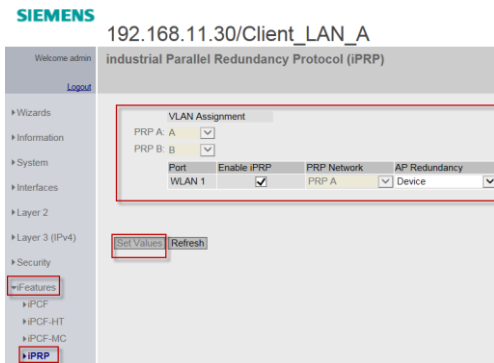 SIEMENS
192.168.11.30/Client_LAN_A
Welcome admin
industrial Parallel Redundancy Protocol (iPRP)
Logout
Wizards
Information
System
Interfaces
Layer 2
Layer 3 (IPv4)
Security
iFeatures
iPCF
iPCF-HT
iPCF-MC
iPRP
VLAN Assignment
PRP A: A
PRP B: B
Port Enable iPRP PRP Network AP Redundancy
WLAN 1 PRP A Device
Set Values Refresh